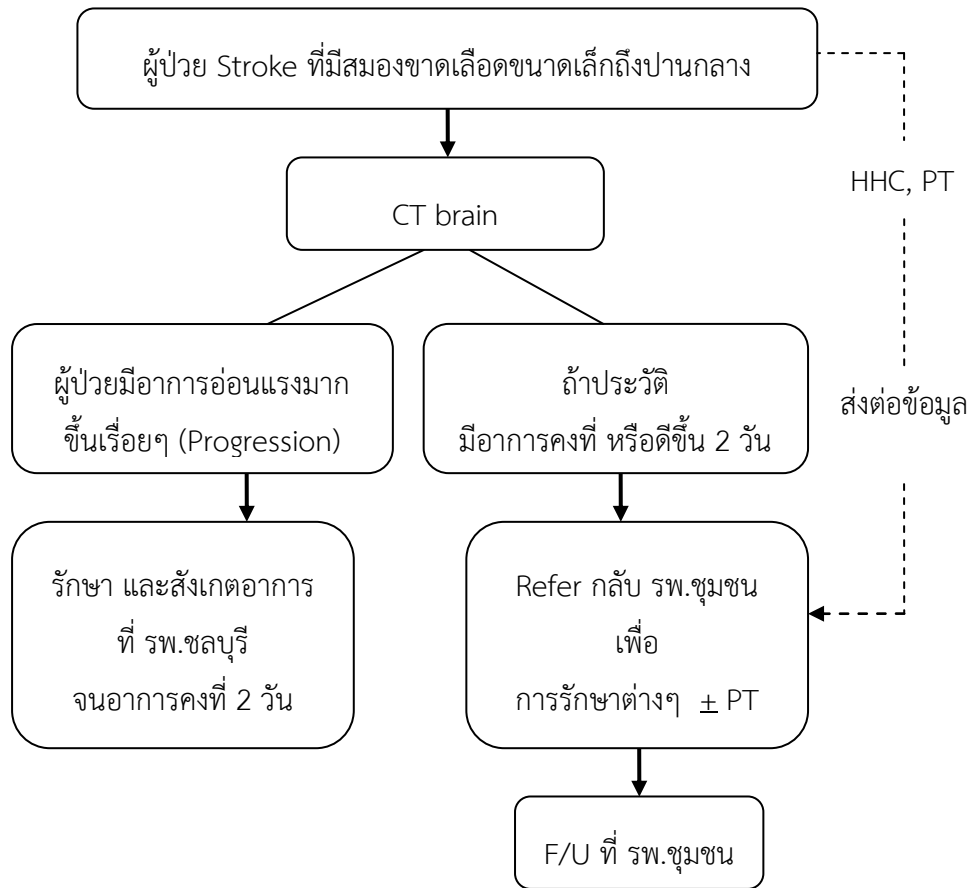 ผู้ป่วย Stroke ที่มีสมองขาดเลือดขนาดเล็กถึงปานกลาง
HHC, PT
CT brain
ผู้ป่วยมีอาการอ่อนแรงมาก
ขึ้นเรื่อยๆ (Progression)
ถ้าประวัติ
มีอาการคงที่ หรือดีขึ้น 2 วัน
ส่งต่อข้อมูล
รักษา และสังเกตอาการ
ที่ รพ.ชลบุรี
จนอาการคงที่ 2 วัน
Refer กลับ รพ.ชุมชน
เพื่อ
การรักษาต่างๆ ± PT
F/U ที่ รพ.ชุมชน